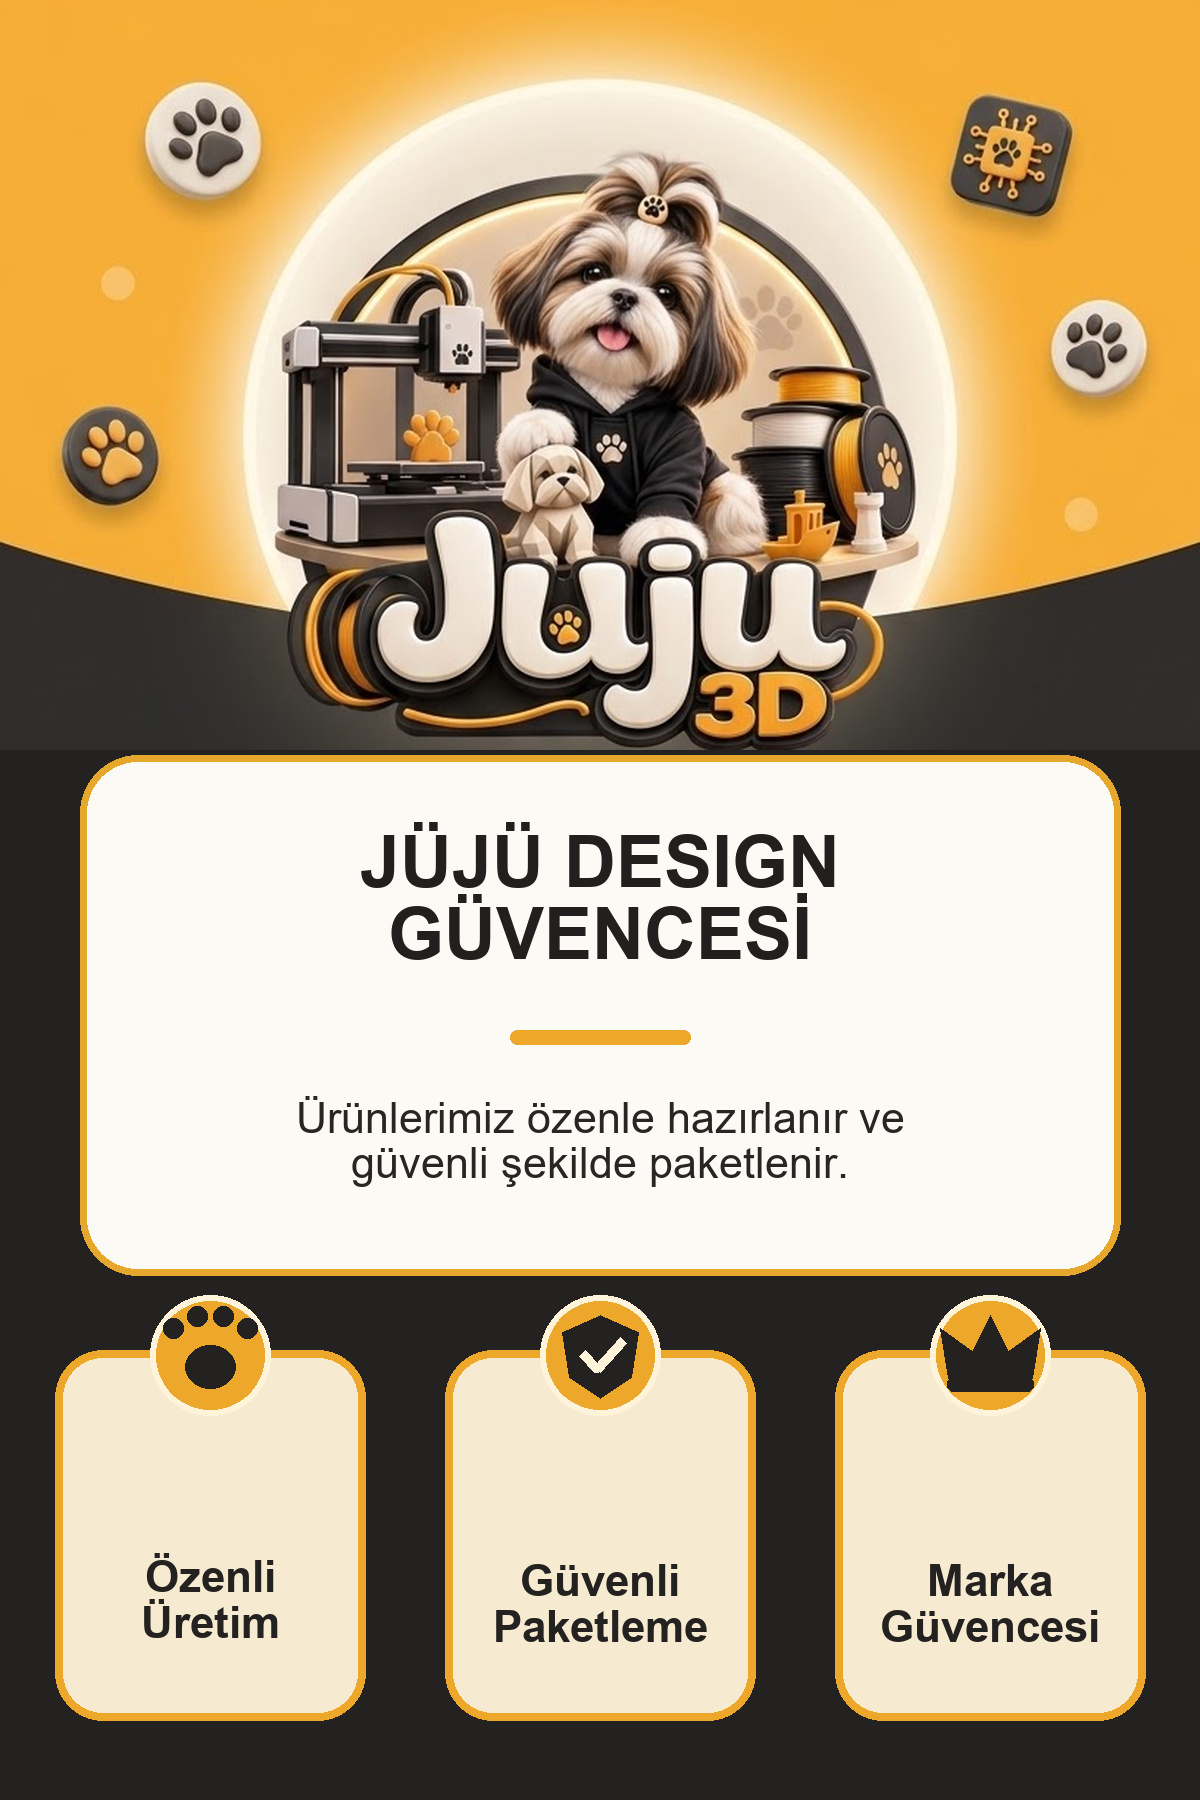 Juju
3D
JÜJÜ DESIGN
GÜVENCESİ
Ürünlerimiz özenle hazırlanır ve
güvenli şekilde paketlenir.
Özenli
Üretim
Güvenli
Paketleme
Marka
Güvencesi